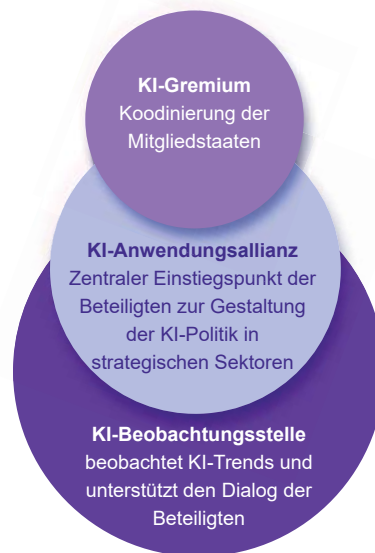 KI-Gremium
Koodinierung der
Mitgliedstaaten
KI-Anwendungsallianz
Zentraler Einstiegspunkt der
Beteiligten zur Gestaltung
der KI-Politik in
strategischen Sektoren
KI-Beobachtungsstelle
beobachtet KI-Trends und
unterstützt den Dialog der
Beteiligten